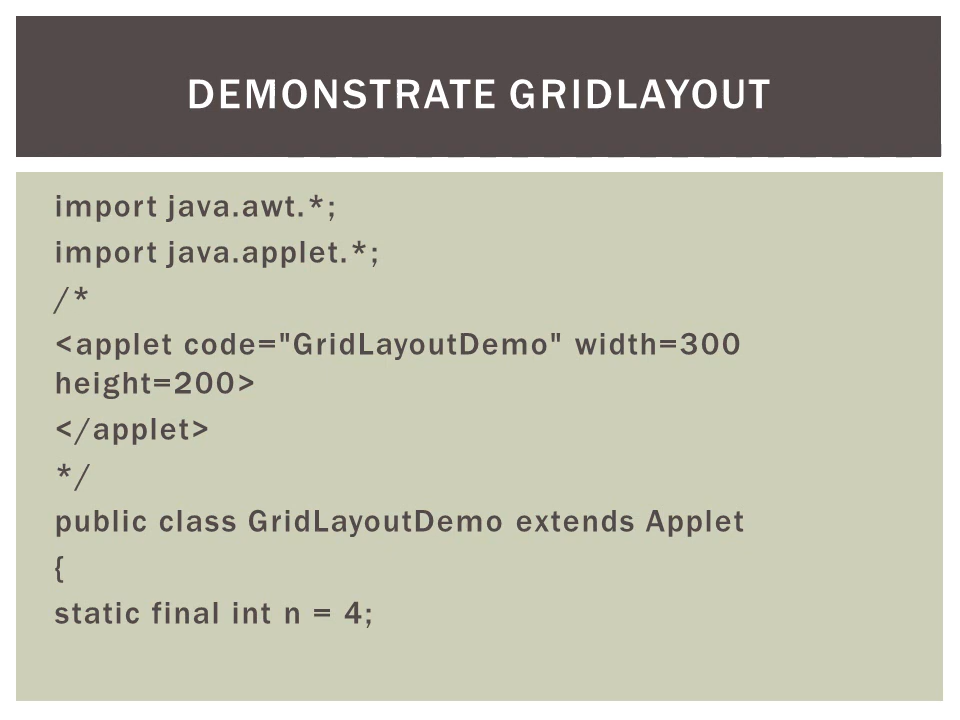 DEMONSTRATE GRIDLAYOUT
import java.awt.*;
import java.applet.*;
/*
<applet code="GridLayoutDemo" width=300
height=200>
</applet>
*/
public class GridLayoutDemo extends Applet
{
static final int n = 4;